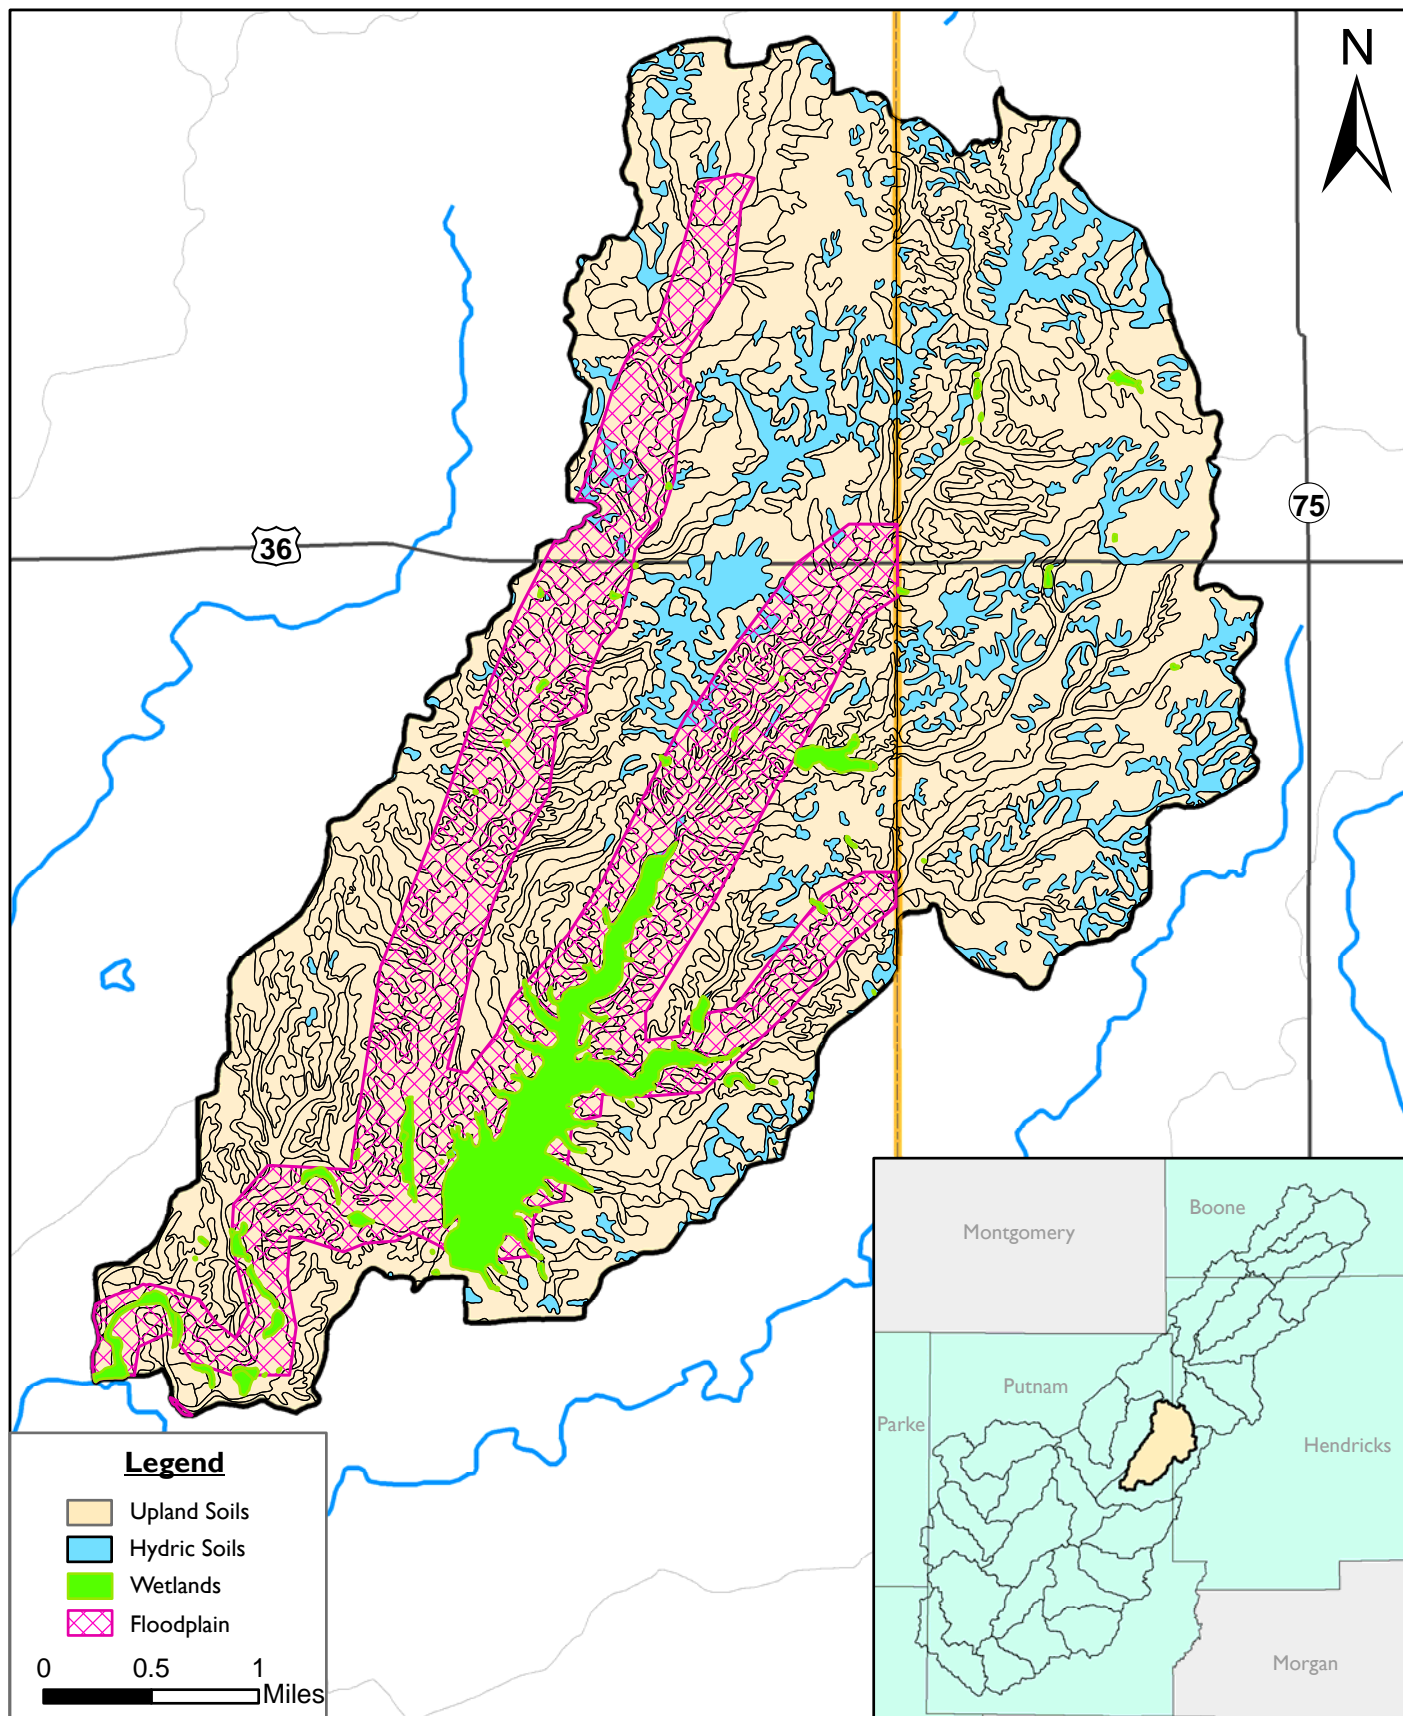 N
75
36
Montgomery
Boone
Putnam
Parke
Hendricks
Morgan
Legend
Upland Soils
Hydric Soils
Wetlands
Floodplain
0 0.5 1
Miles